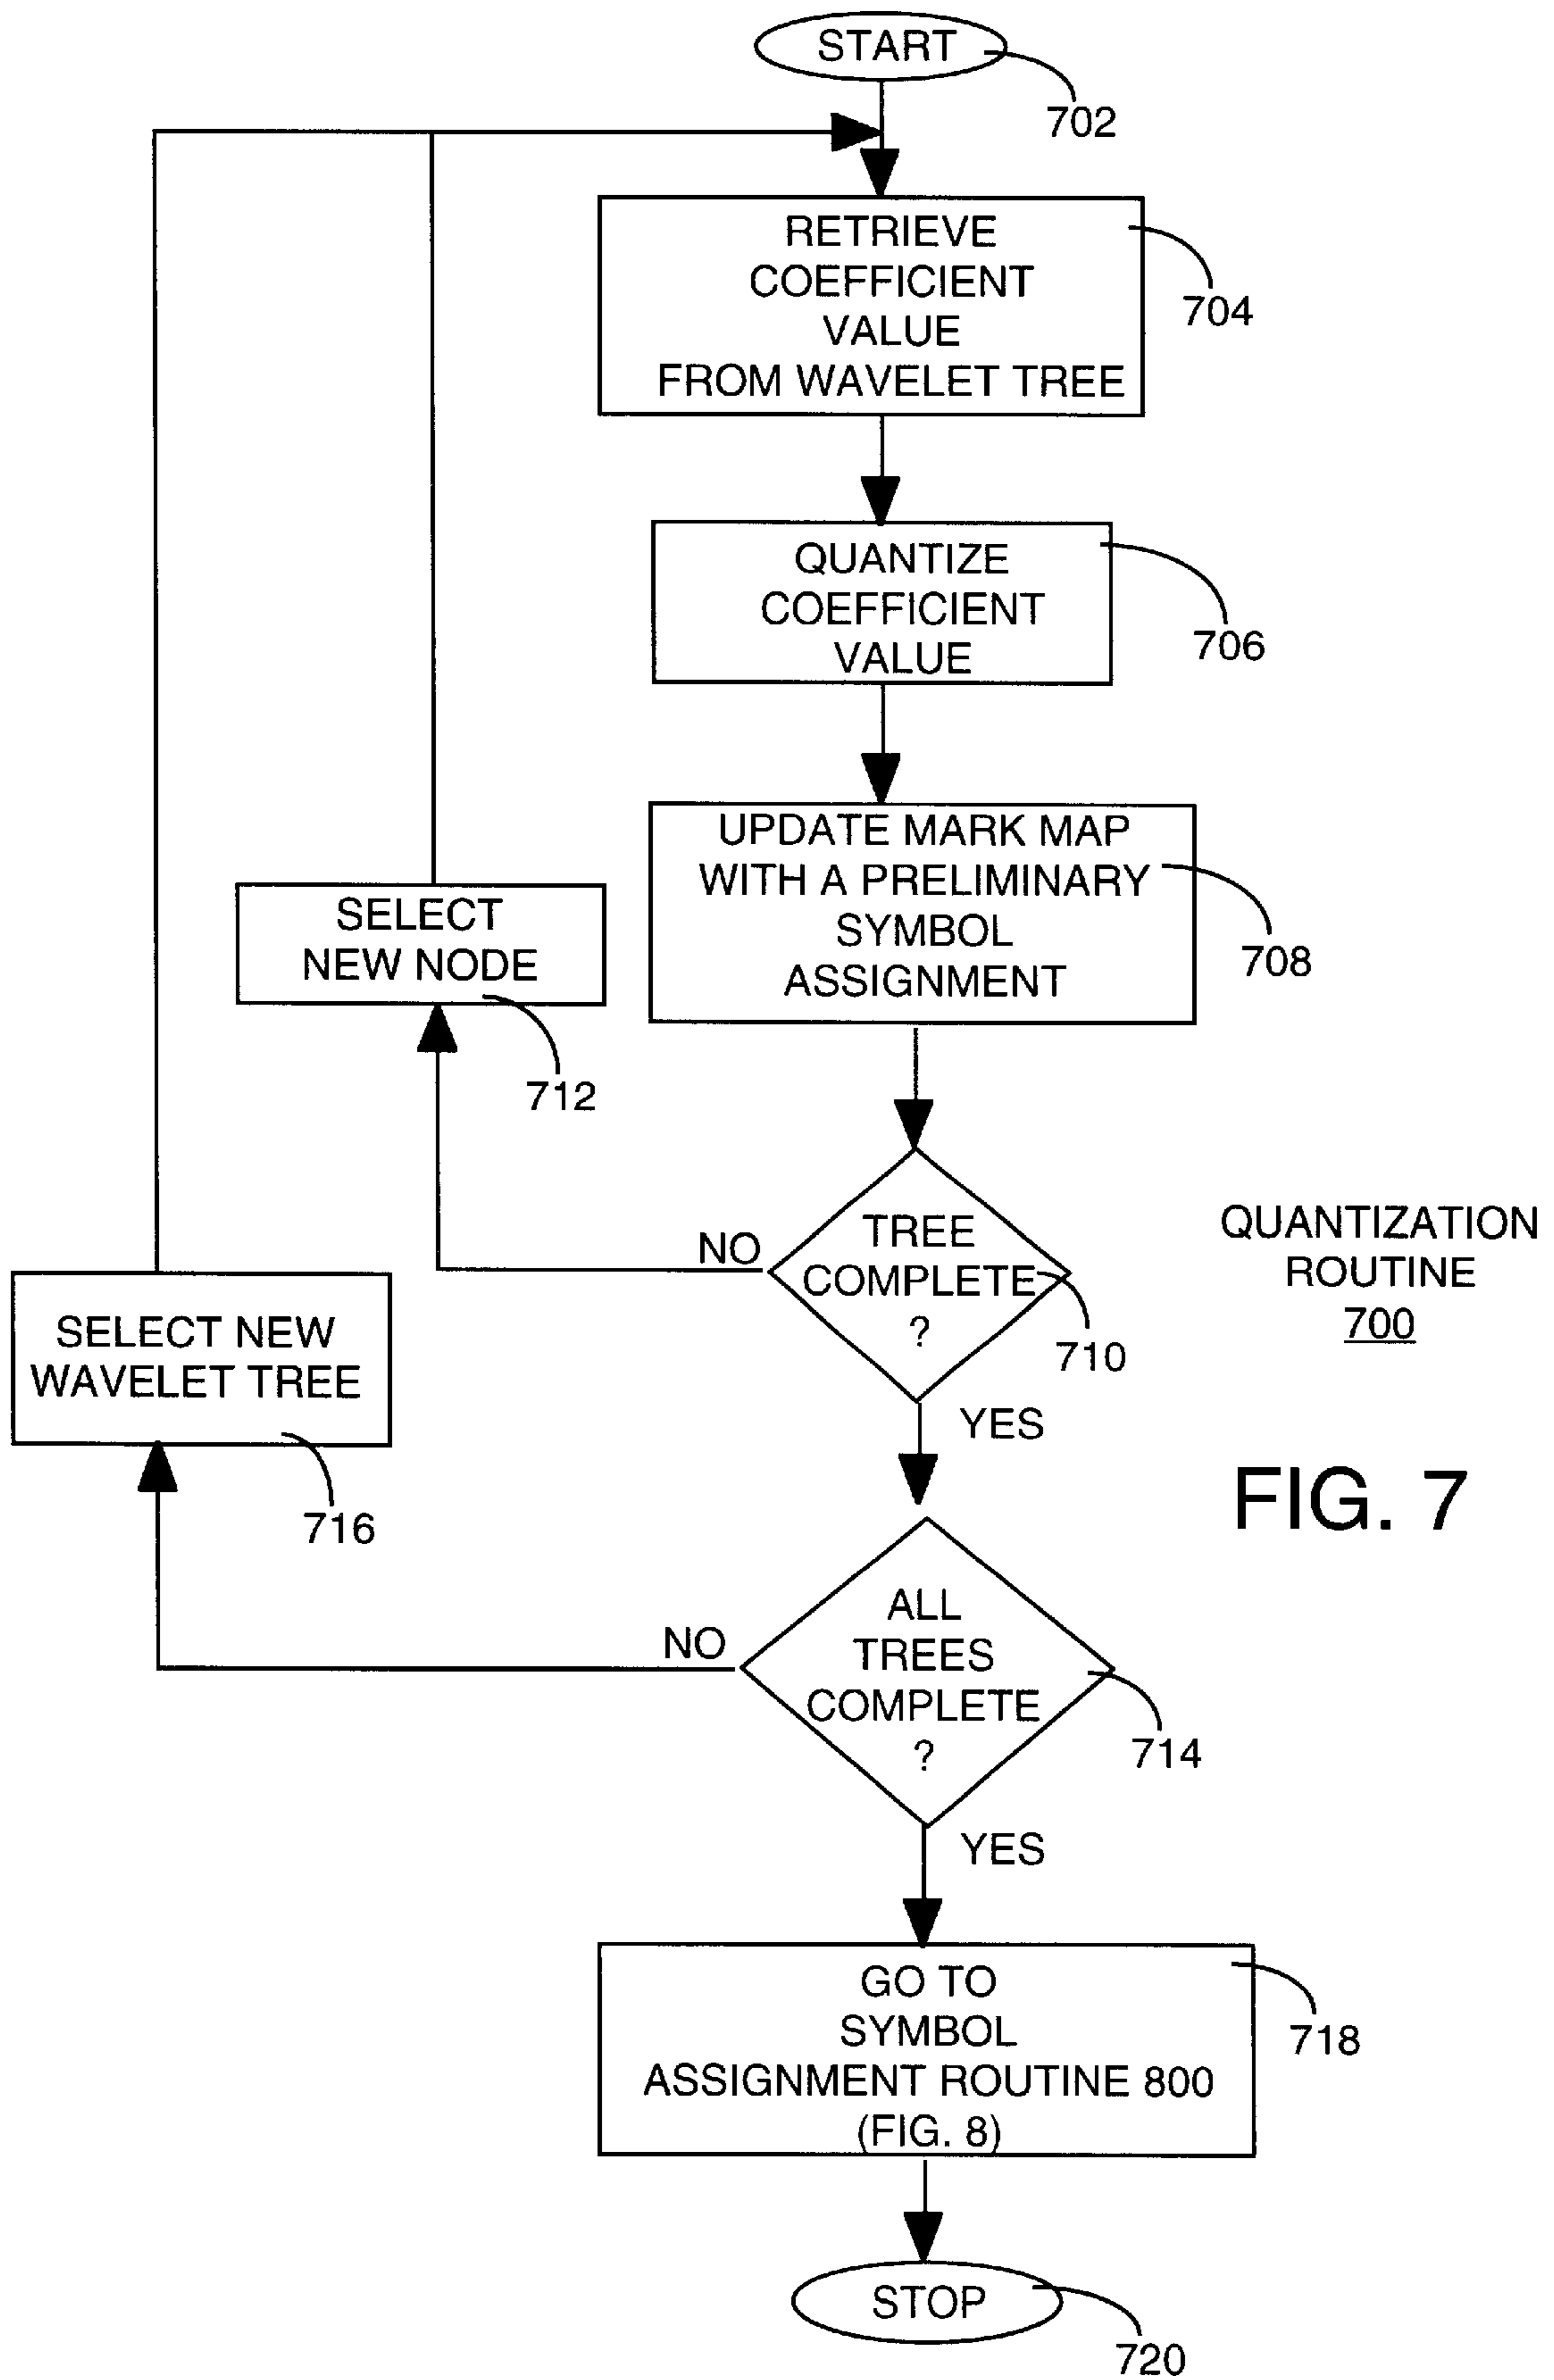 START
702
RETRIEVE
COEFFICIENT
VALUE
FROM WAVELET TREE
704
QUANTIZE
COEFFICIENT
VALUE
706
UPDATE MARK MAP
WITH A PRELIMINARY
SYMBOL
ASSIGNMENT
708
SELECT
NEW NODE
712
TREE
COMPLETE
?
710
NO
YES
QUANTIZATION
ROUTINE
700
SELECT NEW
WAVELET TREE
716
FIG. 7
ALL
TREES
COMPLETE
?
714
NO
YES
GO TO
SYMBOL
ASSIGNMENT ROUTINE 800
(FIG. 8)
718
STOP
720